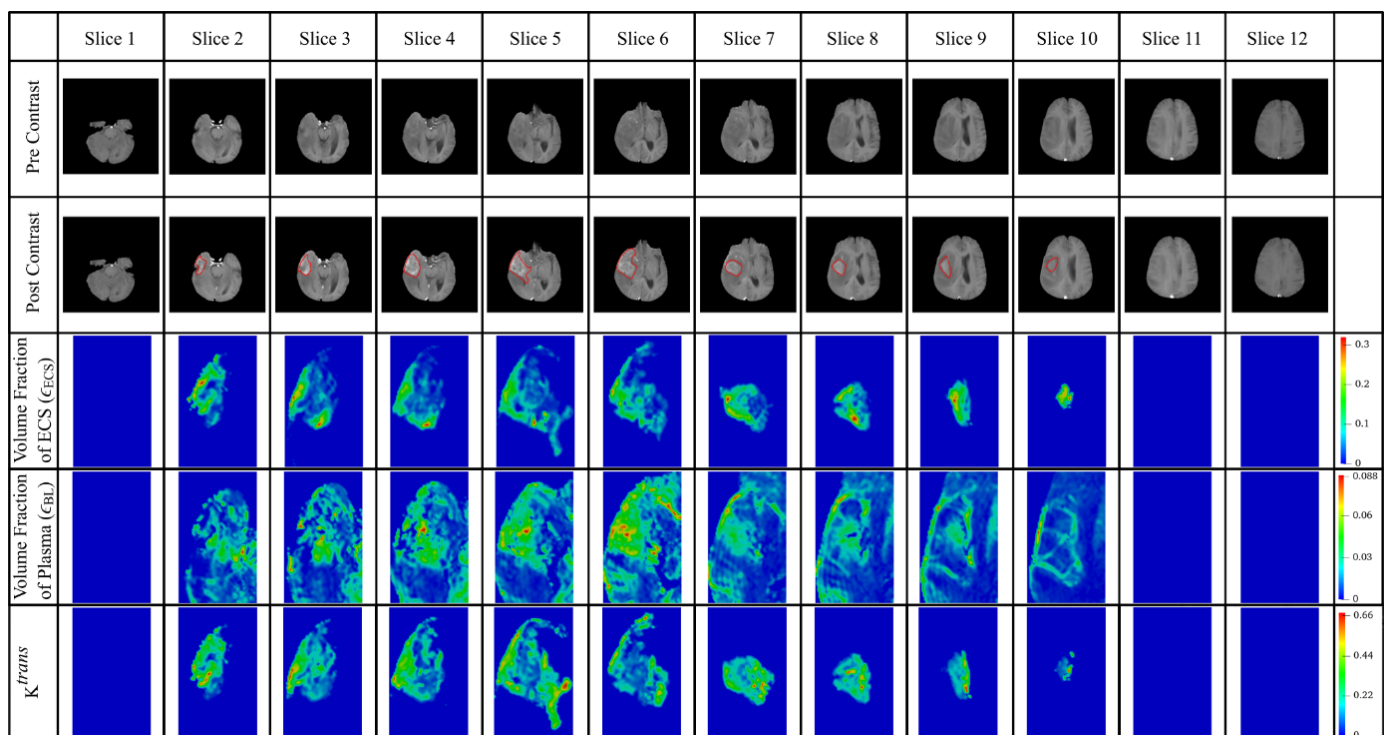 Slice 1 Slice 2 Slice 3 Slice 4 Slice 5 Slice 6 Slice 7 Slice 8 Slice 9 Slice 10 Slice 11 Slice 12
Pre Contrast
Post Contrast
Volume Fraction
of ECS (ϵECS)
0.3
0.2
0.1
0
Volume Fraction
of Plasma (ϵBL)
0.088
0.06
0.03
0
Ktrans
0.66
0.44
0.22
0